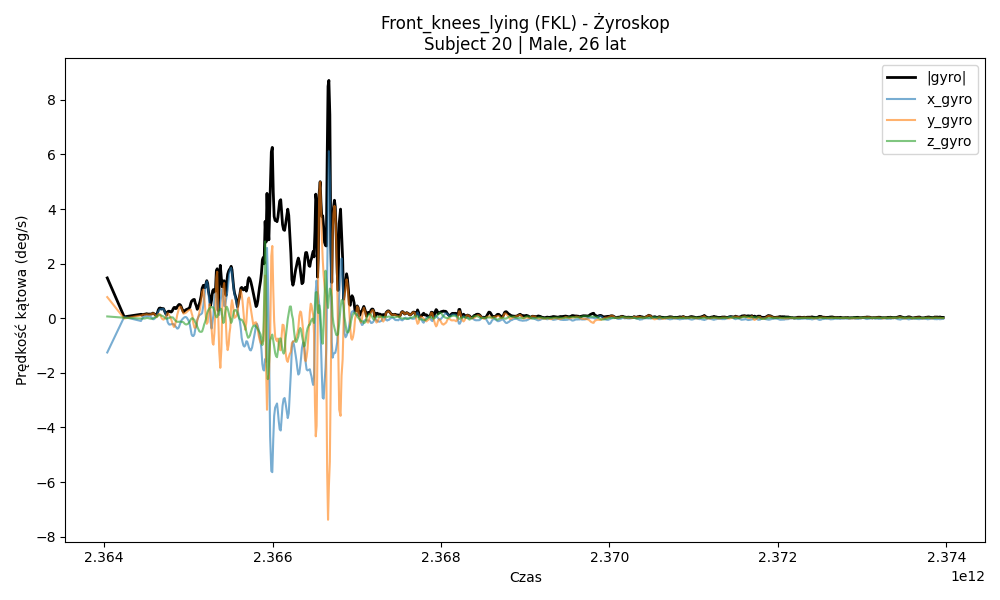 Front_knees_lying (FKL) - Żyroskop
Subject 20 | Male, 26 lat
|gyro|
x_gyro
y_gyro
z_gyro
Prędkość kątowa (deg/s)
8
6
4
2
0
−2
−4
−6
−8
2.364 2.366 2.368 2.370 2.372 2.374
1e12
Czas